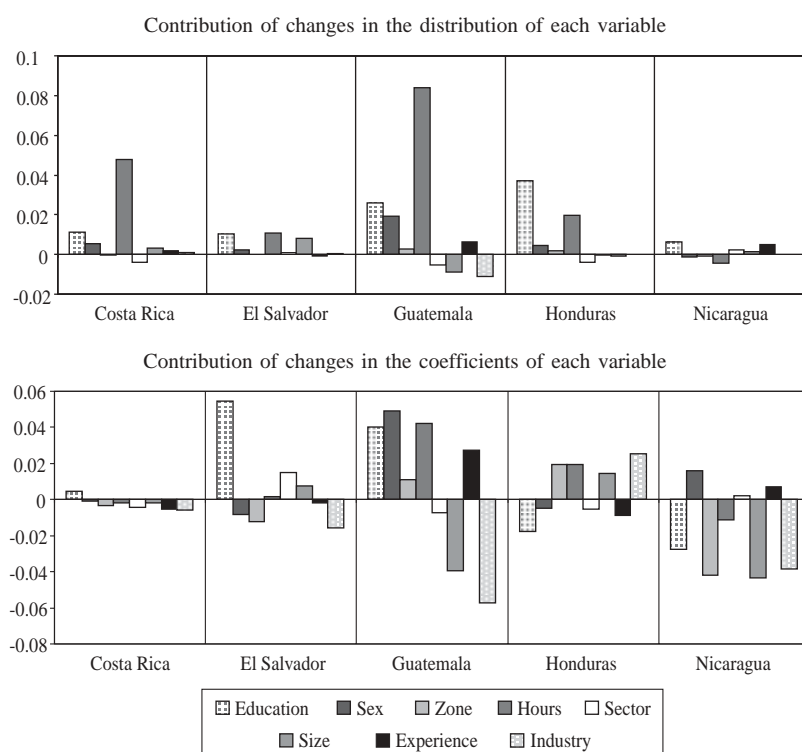 Contribution of changes in the distribution of each variable
0.1
0.08
0.06
0.04
0.02
0
-0.02
Costa Rica El Salvador Guatemala Honduras Nicaragua
Contribution of changes in the coefficients of each variable
0.06
0.04
0.02
0
-0.02
-0.04
-0.06
-0.08
Costa Rica El Salvador Guatemala Honduras Nicaragua
Education Sex Zone Hours Sector
Size Experience Industry